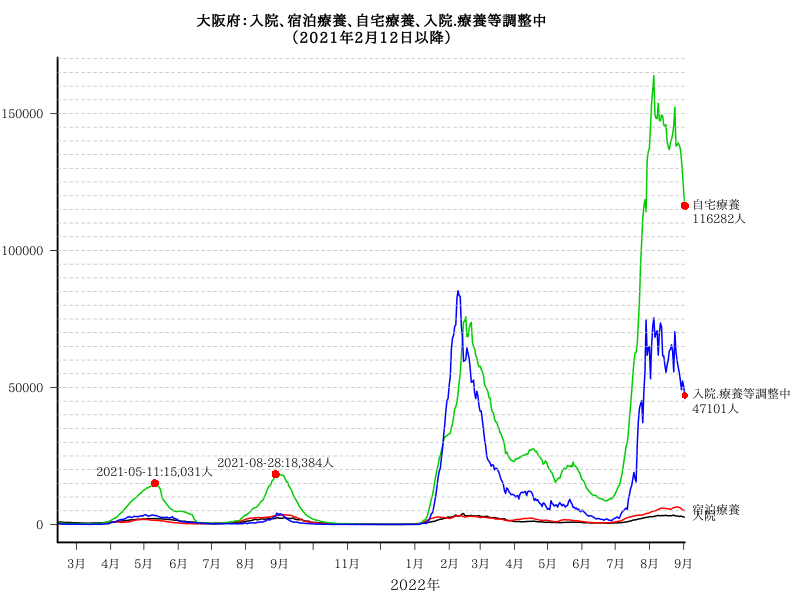 大阪府：入院、宿泊療養、自宅療養、入院.療養等調整中
（2021年2月12日以降）
150000
100000
50000
0
自宅療養
116282人
入院.療養等調整中
47101人
2021-05-11:15,031人
2021-08-28:18,384人
宿泊療養
入院
3月 4月 5月 6月 7月 8月 9月 11月 1月 2月 3月 4月 5月 6月 7月 8月 9月
2022年